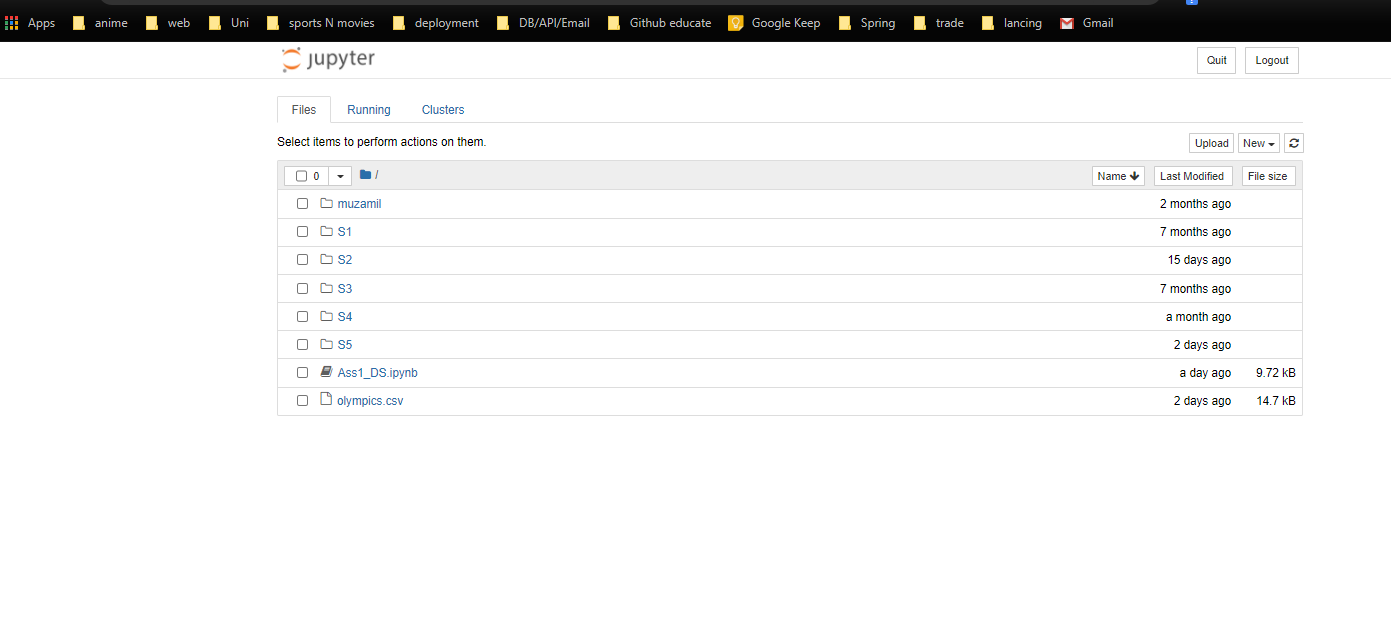 Apps anime web Uni sports N movies deployment DB/API/Email Github educate Google Keep Spring trade lancing Gmail
jupyter Quit Logout
Files Running Clusters
Select items to perform actions on them. Upload New
0 / Name Last Modified File size
muzamil 2 months ago
S1 7 months ago
S2 15 days ago
S3 7 months ago
S4 a month ago
S5 2 days ago
Ass1_DS.ipynb a day ago 9.72 kB
olympics.csv 2 days ago 14.7 kB